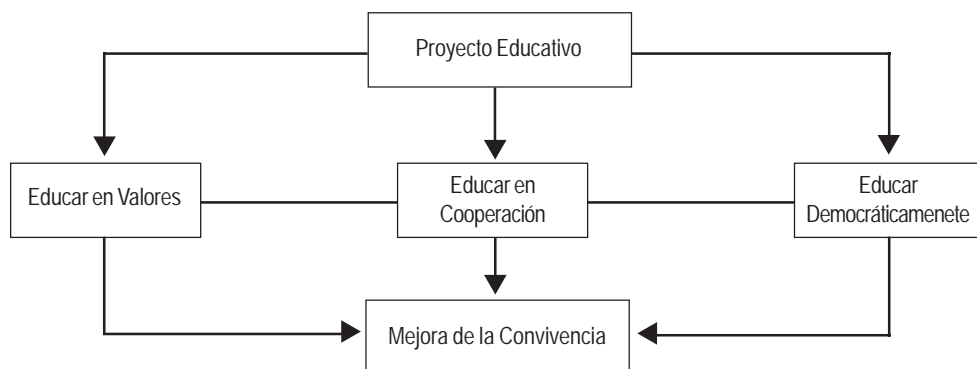 Proyecto Educativo
Educar en Valores
Educar en
Cooperación
Educar
Democráticamenete
Mejora de la Convivencia